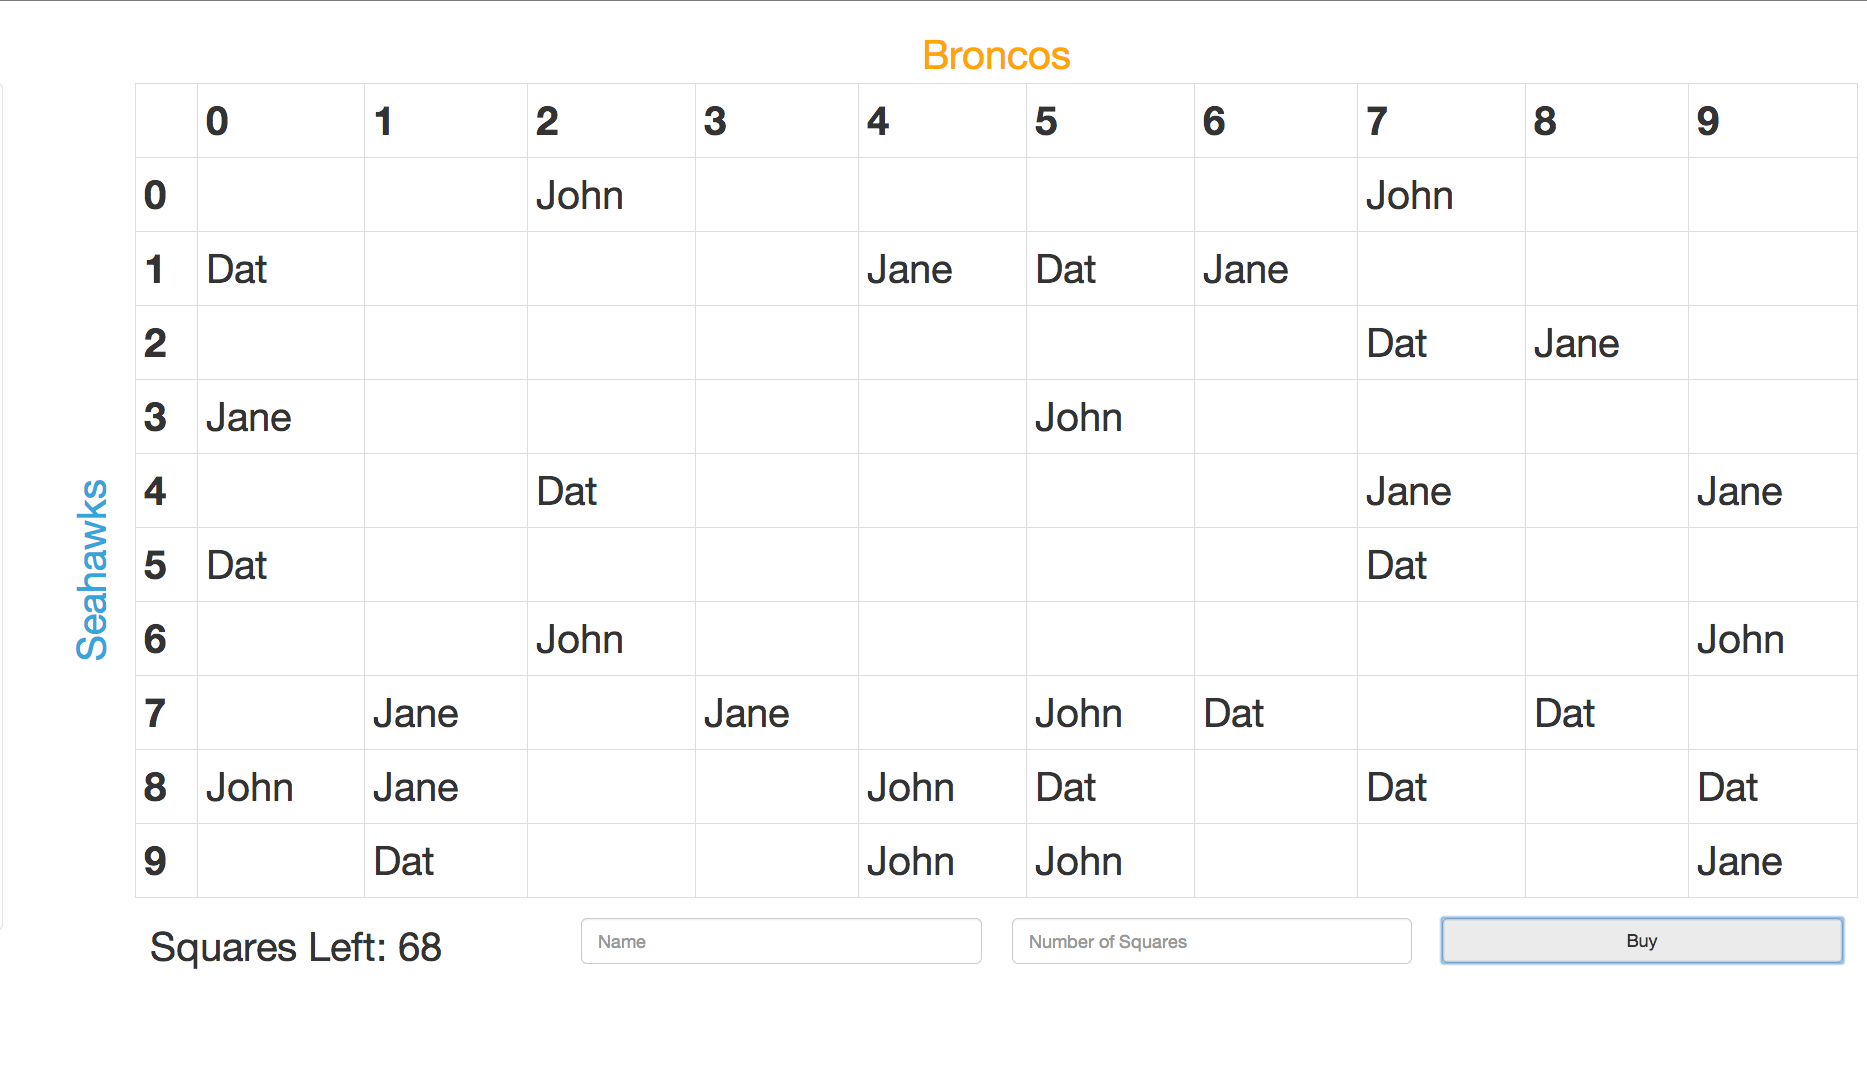 Broncos
0 1 2 3 4 5 6 7 8 9
0 John John
1 Dat Jane Dat Jane
2 Dat Jane
3 Jane John
4 Dat Jane Jane
5 Dat Dat
6 John John
7 Jane Jane John Dat Dat
8 John Jane John Dat Dat Dat
9 Dat John John Jane
Seahawks
Squares Left: 68 Name Number of Squares Buy